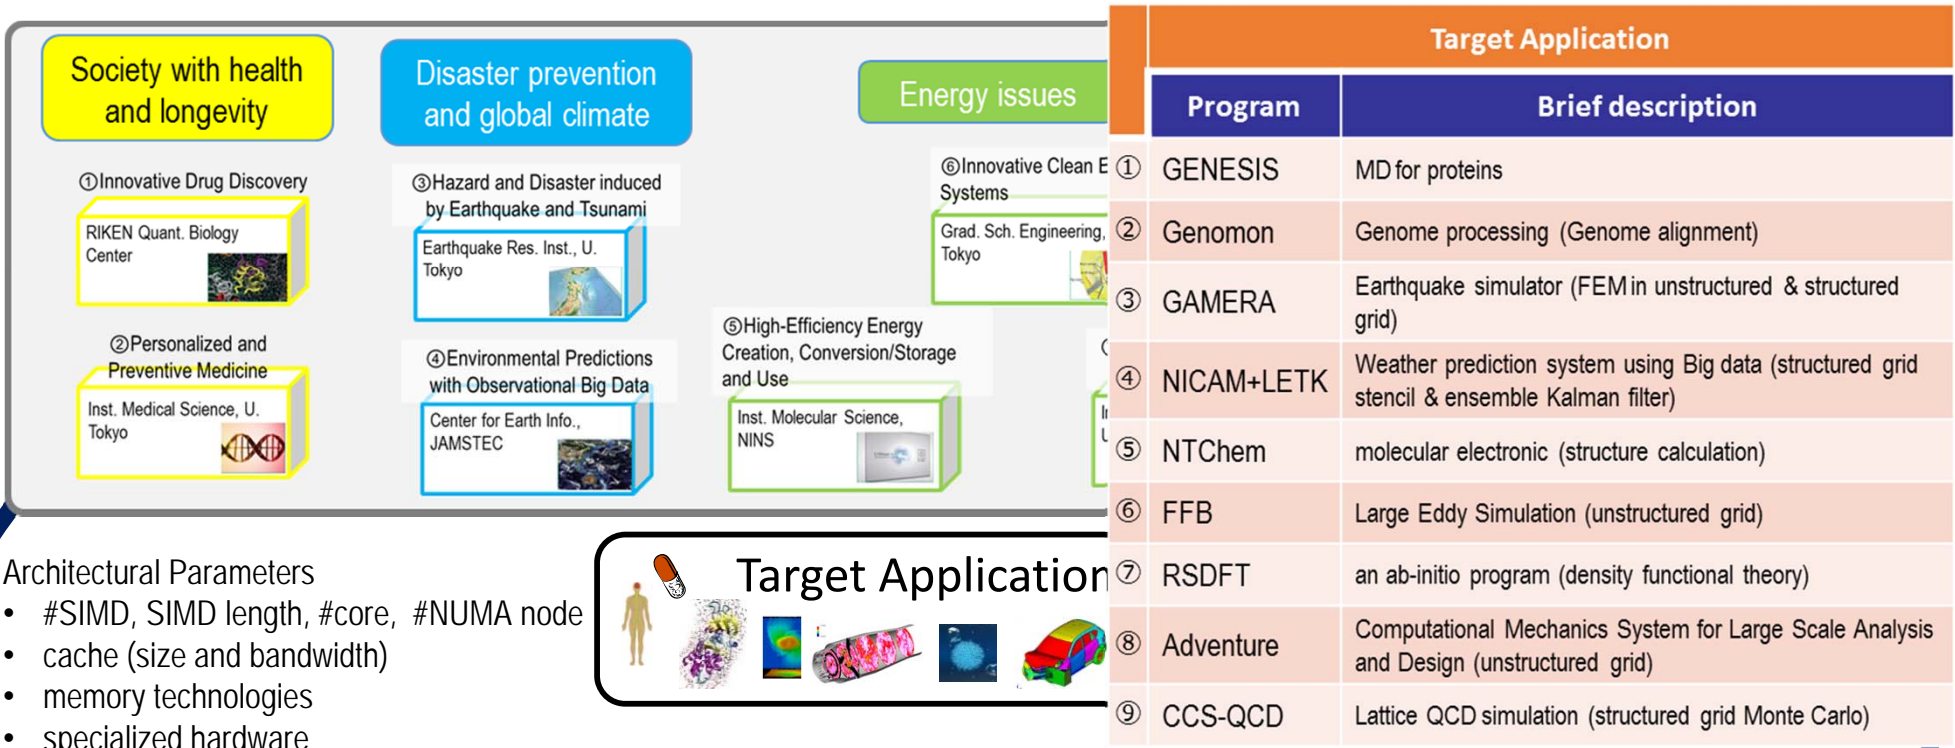 Society with health
and longevity
Disaster prevention
and global climate
Energy issues
①Innovative Drug Discovery
RIKEN Quant. Biology
Center
②Personalized and
Preventive Medicine
Inst. Medical Science, U.
Tokyo
③Hazard and Disaster induced
by Earthquake and Tsunami
Earthquake Res. Inst., U.
Tokyo
④Environmental Predictions
with Observational Big Data
Center for Earth Info.,
JAMSTEC
⑤High-Efficiency Energy
Creation, Conversion/Storage
and Use
Inst. Molecular Science,
NINS
⑥Innovative Clean E
Systems
Grad. Sch. Engineering,
Tokyo
Architectural Parameters
• #SIMD, SIMD length, #core, #NUMA node
• cache (size and bandwidth)
• memory technologies
• specialized hardware
Target Application
Target Application
Program Brief description
① GENESIS MD for proteins
② Genomon Genome processing (Genome alignment)
③ GAMERA Earthquake simulator (FEM in unstructured & structured
grid)
④ NICAM+LETK Weather prediction system using Big data (structured grid
stencil & ensemble Kalman filter)
⑤ NTChem molecular electronic (structure calculation)
⑥ FFB Large Eddy Simulation (unstructured grid)
⑦ RSDFT an ab-initio program (density functional theory)
⑧ Adventure Computational Mechanics System for Large Scale Analysis
and Design (unstructured grid)
⑨ CCS-QCD Lattice QCD simulation (structured grid Monte Carlo)